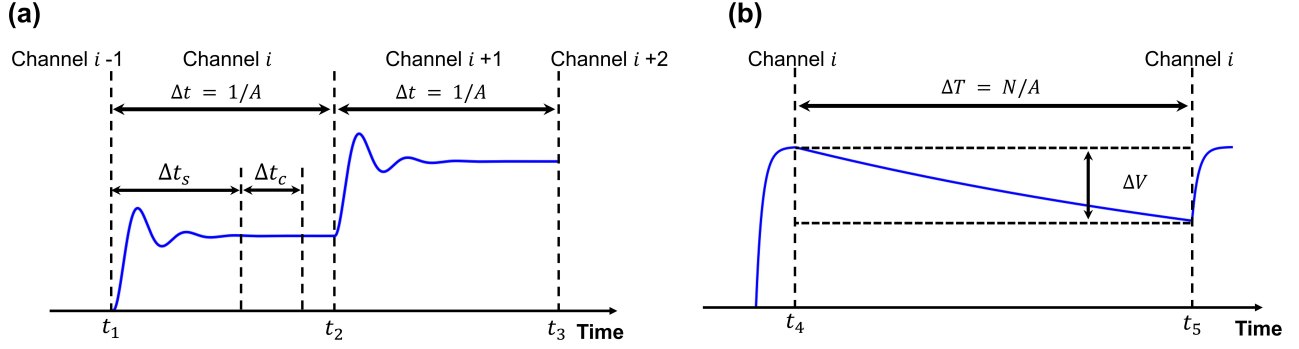 (a)
Channel i -1 Channel i Channel i +1 Channel i +2
Δt = 1/A Δt = 1/A
Δt_s Δt_c
t_1 t_2 t_3 Time
(b)
Channel i Channel i
ΔT = N/A
ΔV
t_4 t_5 Time